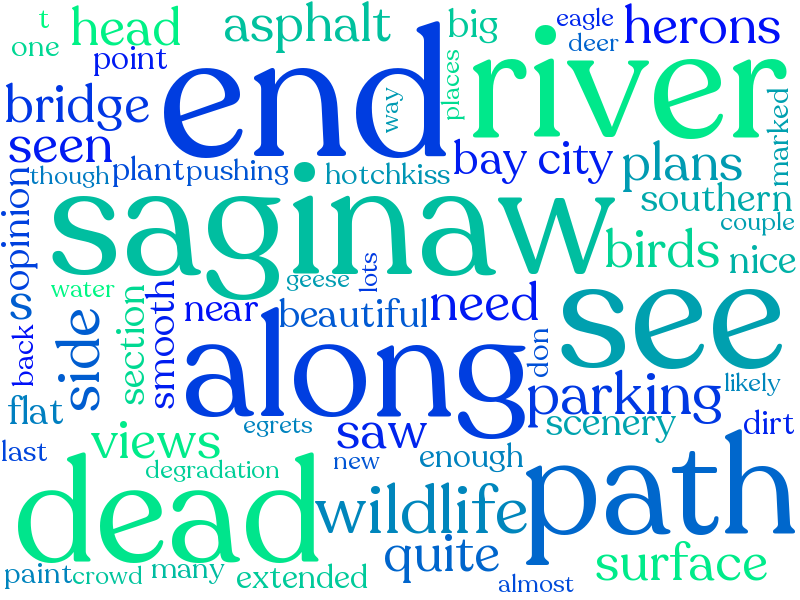 t
one
head
asphalt
big
eagle
deer
herons
point
end
river
places
way
bridge
marked
seen
though
plant
pushing
hotchkiss
bay city
plans
southern
couple
opinion
saginaw
birds
nice
s
water
section
smooth
geese
lots
near
beautiful
need
see
back
side
along
don
parking
likely
flat
egrets
saw
scenery
dirt
last
views
degradation
new
enough
path
dead
wildlife
quite
surface
paint
crowd
many
extended
almost